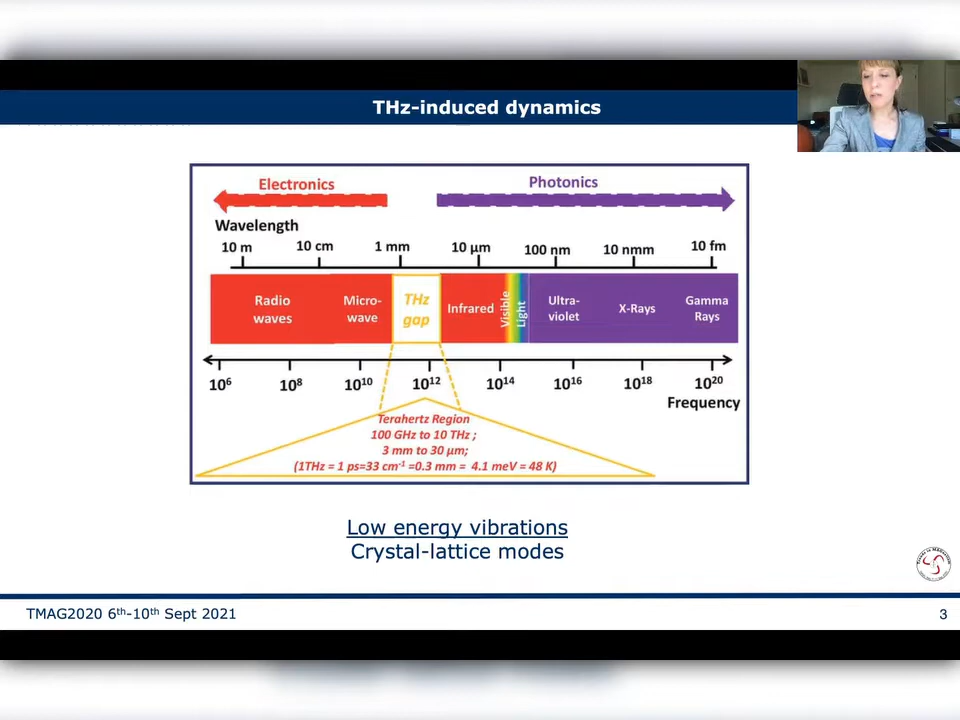 THz-induced dynamics
Electronics
Photonics
Wavelength
10 m 10 cm 1 mm 10 µm 100 nm 10 nmm 10 fm
Radio waves
Micro-wave
THz gap
Infrared
Visible Light
Ultra-violet
X-Rays
Gamma Rays
10⁶ 10⁸ 10¹⁰ 10¹² 10¹⁴ 10¹⁶ 10¹⁸ 10²⁰
Frequency
Terahertz Region
100 GHz to 10 THz ;
3 mm to 30 µm;
(1THz = 1 ps=33 cm⁻¹ =0.3 mm = 4.1 meV = 48 K)
Low energy vibrations
Crystal-lattice modes
TMAG2020 6ᵗʰ-10ᵗʰ Sept 2021
3